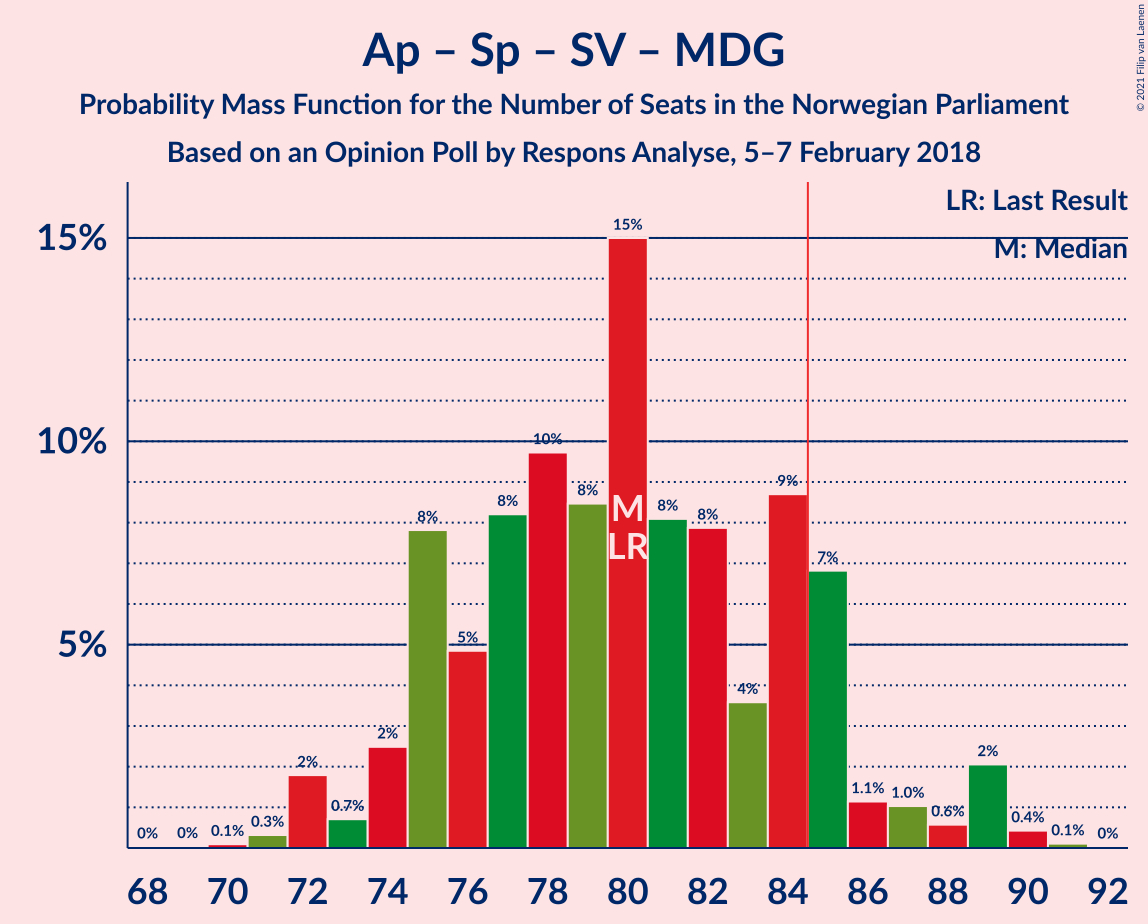 Ap – Sp – SV – MDG
Probability Mass Function for the Number of Seats in the Norwegian Parliament
Based on an Opinion Poll by Respons Analyse, 5–7 February 2018
© 2021 Filip van Laenen
LR: Last Result
M: Median
15%
10%
5%
0% 0% 0.1% 0.3% 2% 0.7% 2% 8% 5% 8% 10% 8% 15% 8% 8% 4% 9% 7% 1.1% 1.0% 0.6% 2% 0.4% 0.1% 0%
M
LR
68 70 72 74 76 78 80 82 84 86 88 90 92